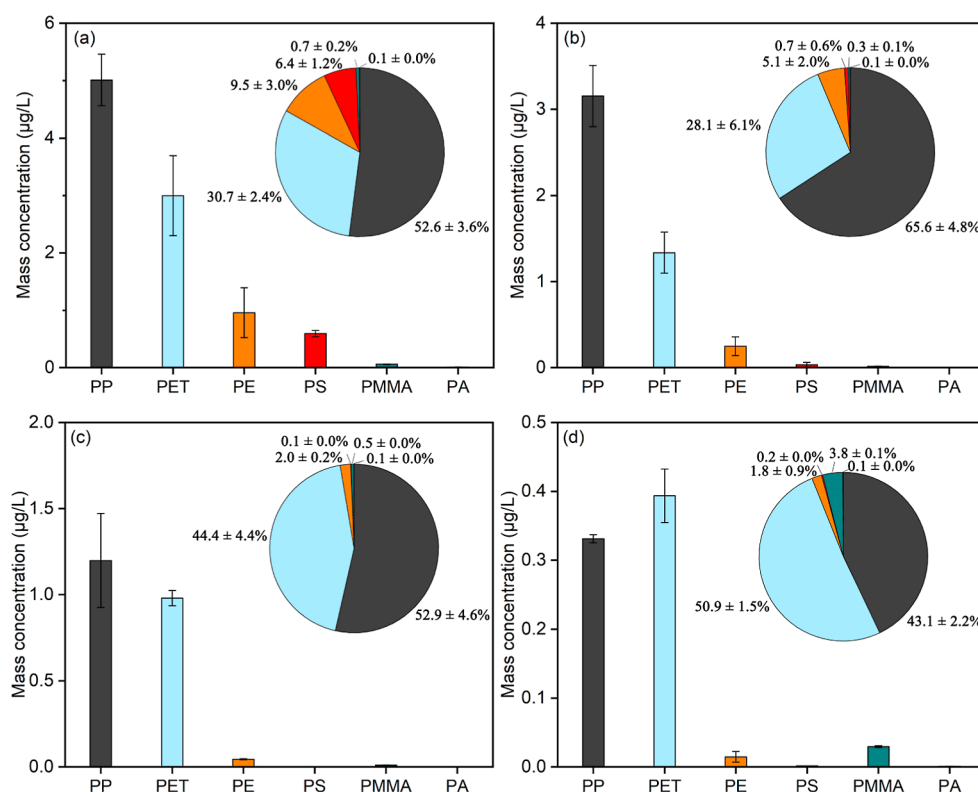 (a)
Mass concentration (µg/L)
6
4
2
0
PP PET PE PS PMMA PA
0.7 ± 0.2%
0.1 ± 0.0%
6.4 ± 1.2%
9.5 ± 3.0%
30.7 ± 2.4%
52.6 ± 3.6%
(b)
Mass concentration (µg/L)
4
3
2
1
0
PP PET PE PS PMMA PA
0.7 ± 0.6%
0.3 ± 0.1%
5.1 ± 2.0%
0.1 ± 0.0%
28.1 ± 6.1%
65.6 ± 4.8%
(c)
Mass concentration (µg/L)
2.0
1.5
1.0
0.5
0.0
PP PET PE PS PMMA PA
0.1 ± 0.0%
0.5 ± 0.0%
2.0 ± 0.2%
0.1 ± 0.0%
44.4 ± 4.4%
52.9 ± 4.6%
(d)
Mass concentration (µg/L)
0.5
0.4
0.3
0.2
0.1
0.0
PP PET PE PS PMMA PA
0.2 ± 0.0%
3.8 ± 0.1%
1.8 ± 0.9%
0.1 ± 0.0%
50.9 ± 1.5%
43.1 ± 2.2%